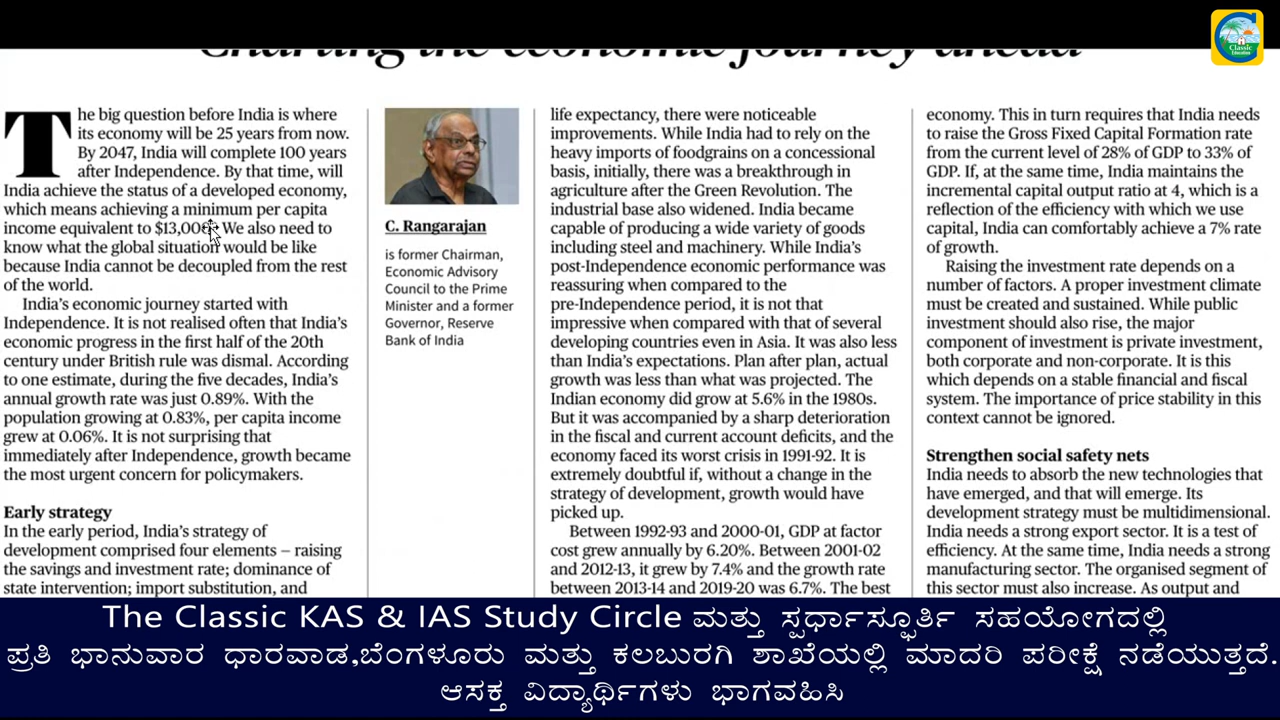 Charting the economic journey ahead
The big question before India is where
its economy will be 25 years from now.
By 2047, India will complete 100 years
after Independence. By that time, will
India achieve the status of a developed economy,
which means achieving a minimum per capita
income equivalent to $13,000? We also need to
know what the global situation would be like
because India cannot be decoupled from the rest
of the world.
India’s economic journey started with
Independence. It is not realised often that India’s
economic progress in the first half of the 20th
century under British rule was dismal. According
to one estimate, during the five decades, India’s
annual growth rate was just 0.89%. With the
population growing at 0.83%, per capita income
grew at 0.06%. It is not surprising that
immediately after Independence, growth became
the most urgent concern for policymakers.
Early strategy
In the early period, India’s strategy of
development comprised four elements – raising
the savings and investment rate; dominance of
state intervention; import substitution, and
C. Rangarajan
is former Chairman,
Economic Advisory
Council to the Prime
Minister and a former
Governor, Reserve
Bank of India
life expectancy, there were noticeable
improvements. While India had to rely on the
heavy imports of foodgrains on a concessional
basis, initially, there was a breakthrough in
agriculture after the Green Revolution. The
industrial base also widened. India became
capable of producing a wide variety of goods
including steel and machinery. While India’s
post-Independence economic performance was
reassuring when compared to the
pre-Independence period, it is not that
impressive when compared with that of several
developing countries even in Asia. It was also less
than India’s expectations. Plan after plan, actual
growth was less than what was projected. The
Indian economy did grow at 5.6% in the 1980s.
But it was accompanied by a sharp deterioration
in the fiscal and current account deficits, and the
economy faced its worst crisis in 1991-92. It is
extremely doubtful if, without a change in the
strategy of development, growth would have
picked up.
Between 1992-93 and 2000-01, GDP at factor
cost grew annually by 6.20%. Between 2001-02
and 2012-13, it grew by 7.4% and the growth rate
between 2013-14 and 2019-20 was 6.7%. The best
economy. This in turn requires that India needs
to raise the Gross Fixed Capital Formation rate
from the current level of 28% of GDP to 33% of
GDP. If, at the same time, India maintains the
incremental capital output ratio at 4, which is a
reflection of the efficiency with which we use
capital, India can comfortably achieve a 7% rate
of growth.
Raising the investment rate depends on a
number of factors. A proper investment climate
must be created and sustained. While public
investment should also rise, the major
component of investment is private investment,
both corporate and non-corporate. It is this
which depends on a stable financial and fiscal
system. The importance of price stability in this
context cannot be ignored.
Strengthen social safety nets
India needs to absorb the new technologies that
have emerged, and that will emerge. Its
development strategy must be multidimensional.
India needs a strong export sector. It is a test of
efficiency. At the same time, India needs a strong
manufacturing sector. The organised segment of
this sector must also increase. As output and
Classic
Education
The Classic KAS & IAS Study Circle ಮತ್ತು ಸ್ಪರ್ಧಾಸ್ಫೂರ್ತಿ ಸಹಯೋಗದಲ್ಲಿ
ಪ್ರತಿ ಭಾನುವಾರ ಧಾರವಾಡ,ಬೆಂಗಳೂರು ಮತ್ತು ಕಲಬುರಗಿ ಶಾಖೆಯಲ್ಲಿ ಮಾದರಿ ಪರೀಕ್ಷೆ ನಡೆಯುತ್ತದೆ.
ಆಸಕ್ತ ವಿದ್ಯಾರ್ಥಿಗಳು ಭಾಗವಹಿಸಿ